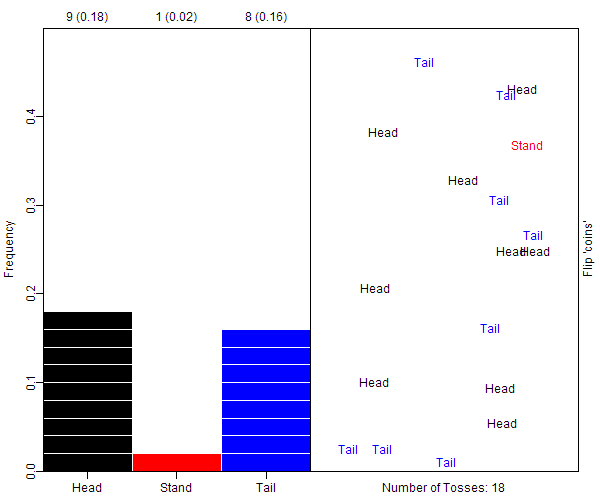 9 (0.18) 1 (0.02) 8 (0.16)
Frequency
0.4
0.3
0.2
0.1
0.0
Head Stand Tail
Tail
Head
Tail
Head
Stand
Head
Tail
Tail
Head Head
Head
Tail
Head
Head
Head
Tail Tail
Tail
Number of Tosses: 18
Flip 'coins'